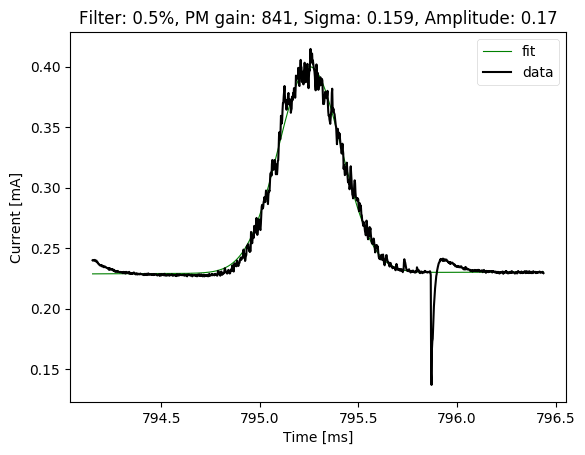 Filter: 0.5%, PM gain: 841, Sigma: 0.159, Amplitude: 0.17
fit
data
0.40
0.35
0.30
0.25
0.20
0.15
Current [mA]
794.5 795.0 795.5 796.0 796.5
Time [ms]